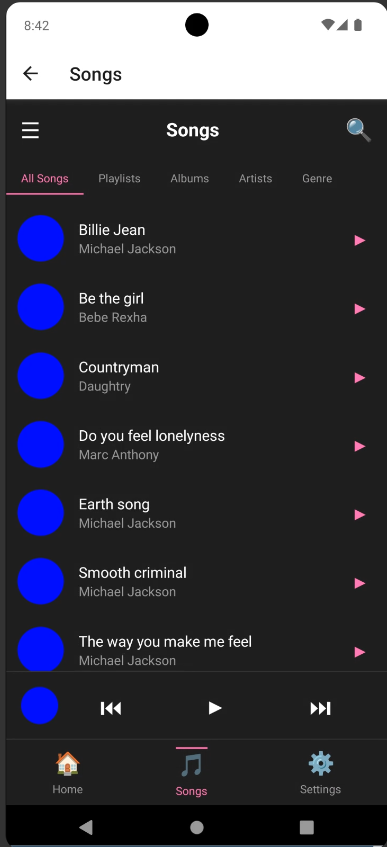 8:42
Songs
Songs
All Songs Playlists Albums Artists Genre
Billie Jean
Michael Jackson
Be the girl
Bebe Rexha
Countryman
Daughtry
Do you feel lonelyness
Marc Anthony
Earth song
Michael Jackson
Smooth criminal
Michael Jackson
The way you make me feel
Michael Jackson
Home Songs Settings